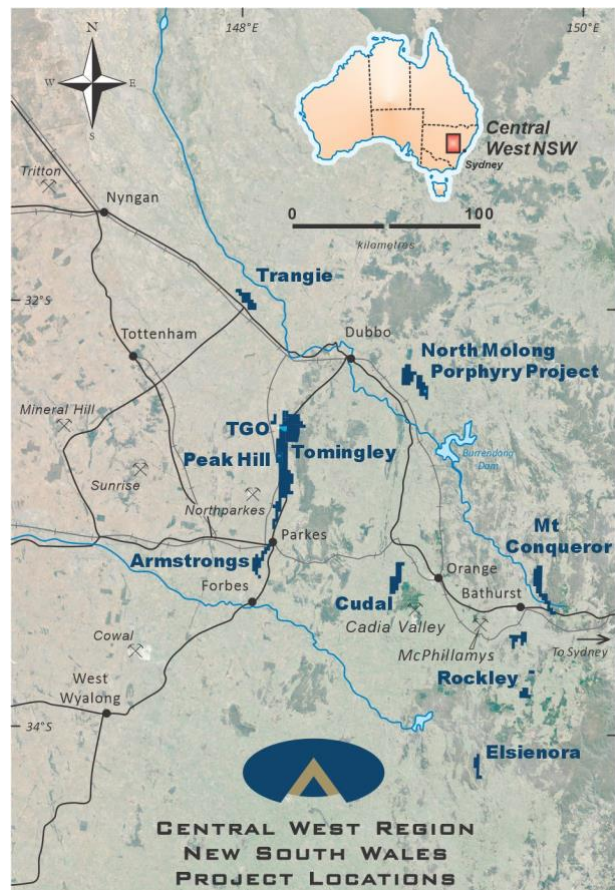 148°E
150°E
N
W
E
S
Central
West NSW
Sydney
0
100
kilometres
Tritton
Nyngan
Trangie
32°S
Tottenham
Dubbo
North Molong
Porphyry Project
Mineral Hill
TGO
Tomingley
Peak Hill
Sunrise
Northparkes
Burrendong
Dam
Mt
Conqueror
Parkes
Armstrongs
Orange
Forbes
Cudal
Bathurst
Cadia Valley
Cowal
McPhillamys
To Sydney
West
Wyalong
Rockley
34°S
Elsienora
CENTRAL WEST REGION
NEW SOUTH WALES
PROJECT LOCATIONS